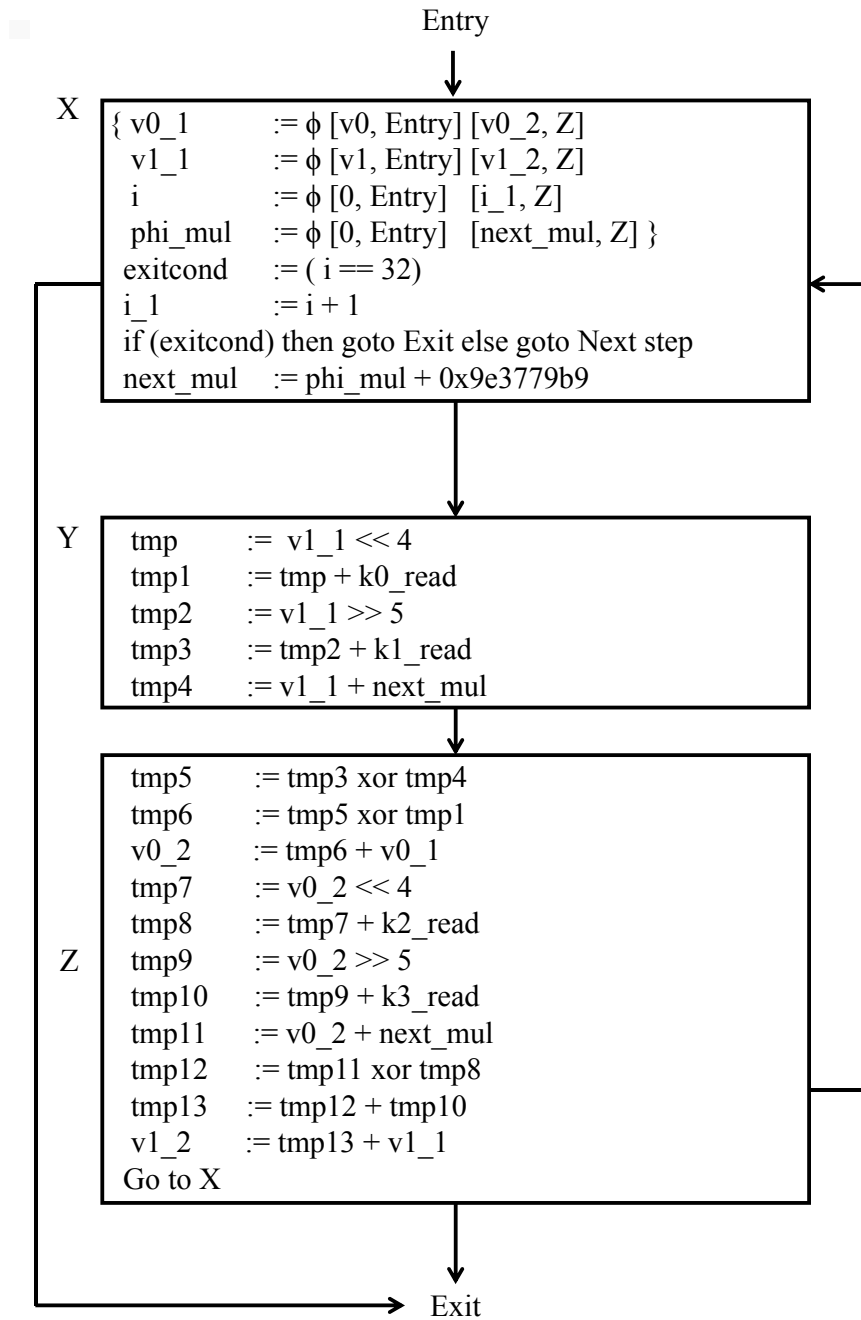 Entry
X
{ v0_1 := ϕ [v0, Entry] [v0_2, Z]
v1_1 := ϕ [v1, Entry] [v1_2, Z]
i := ϕ [0, Entry] [i_1, Z]
phi_mul := ϕ [0, Entry] [next_mul, Z] }
exitcond := ( i == 32)
i_1 := i + 1
if (exitcond) then goto Exit else goto Next step
next_mul := phi_mul + 0x9e3779b9
Y
tmp := v1_1 << 4
tmp1 := tmp + k0_read
tmp2 := v1_1 >> 5
tmp3 := tmp2 + k1_read
tmp4 := v1_1 + next_mul
Z
tmp5 := tmp3 xor tmp4
tmp6 := tmp5 xor tmp1
v0_2 := tmp6 + v0_1
tmp7 := v0_2 << 4
tmp8 := tmp7 + k2_read
tmp9 := v0_2 >> 5
tmp10 := tmp9 + k3_read
tmp11 := v0_2 + next_mul
tmp12 := tmp11 xor tmp8
tmp13 := tmp12 + tmp10
v1_2 := tmp13 + v1_1
Go to X
Exit